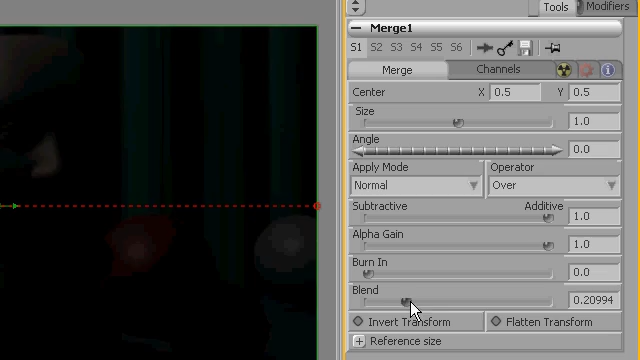 Tools Modifiers
Merge1
S1 S2 S3 S4 S5 S6
Merge Channels
Center X 0.5 Y 0.5
Size
1.0
Angle
0.0
Apply Mode Operator
Normal Over
Subtractive Additive
1.0
Alpha Gain
1.0
Burn In
0.0
Blend
0.20994
Invert Transform Flatten Transform
Reference size